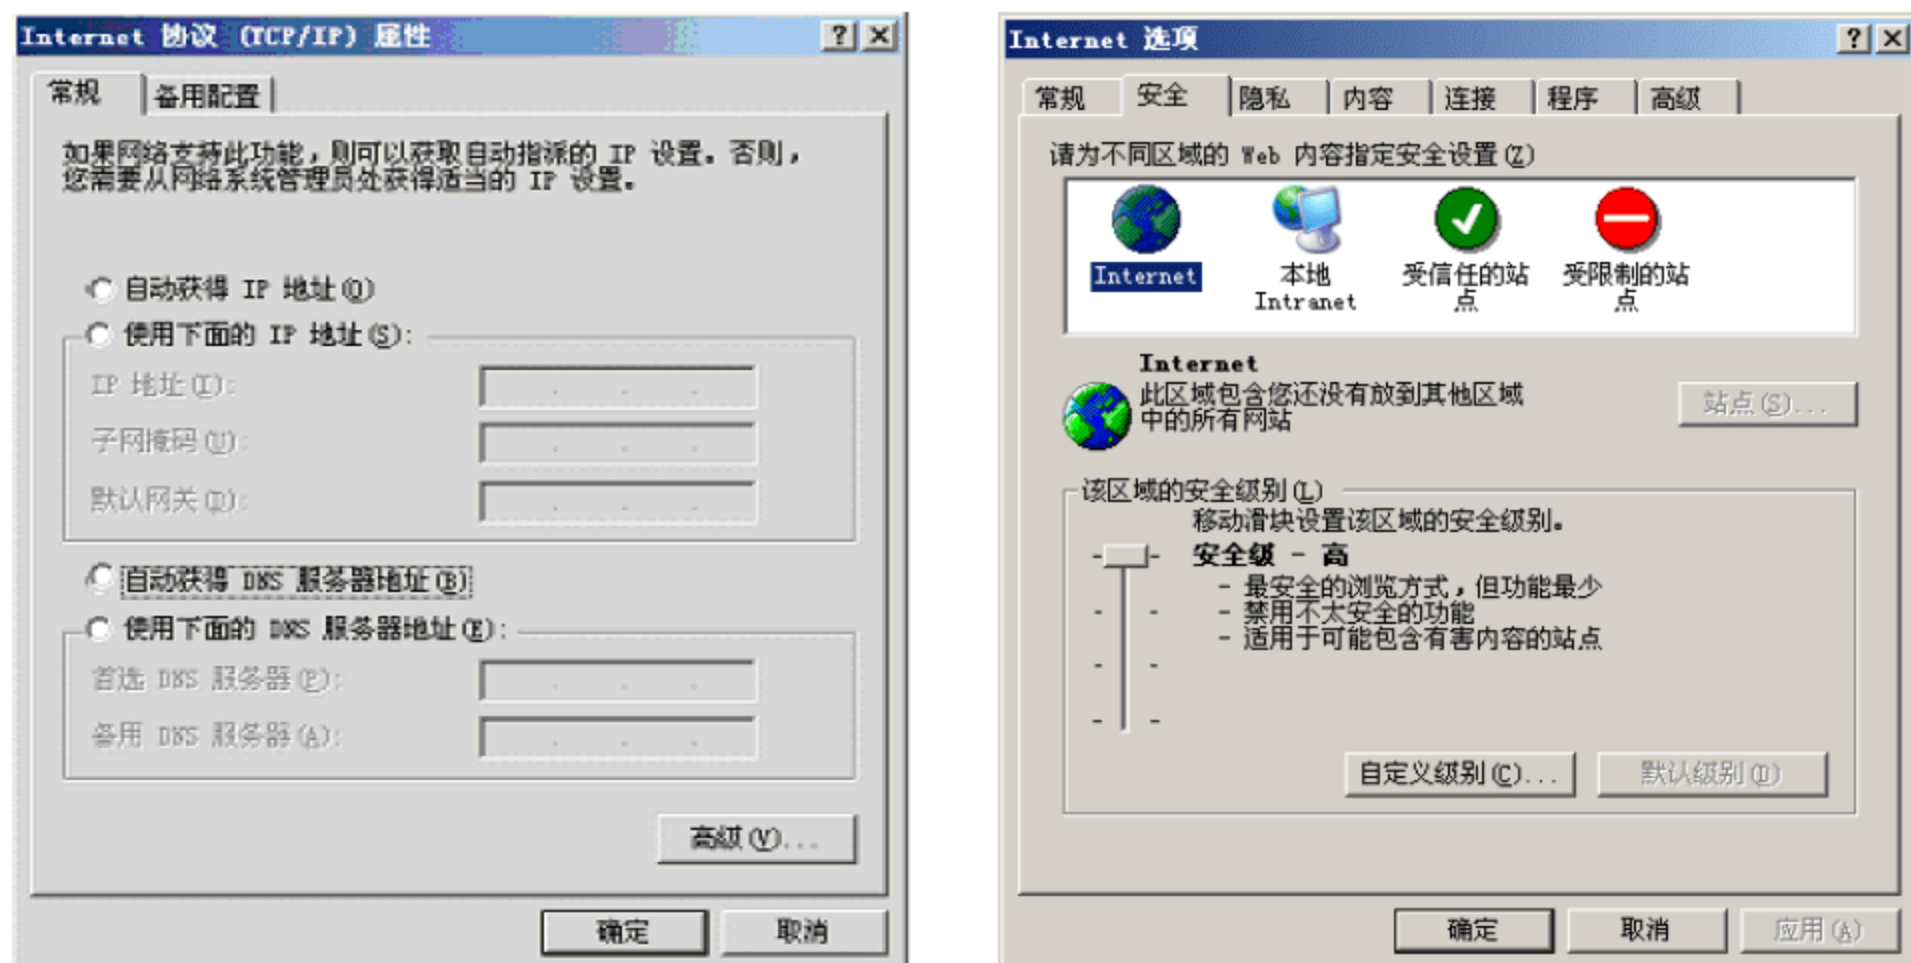 Internet 协议 (TCP/IP) 属性
常规
备用配置
如果网络支持此功能，则可以获取自动指派的 IP 设置。否则，
您需要从网络系统管理员处获得适当的 IP 设置。
自动获得 IP 地址(O)
使用下面的 IP 地址(S):
IP 地址(I):
子网掩码(U):
默认网关(D):
自动获得 DNS 服务器地址(B)
使用下面的 DNS 服务器地址(E):
首选 DNS 服务器(P):
备用 DNS 服务器(A):
高级(V)...
确定
取消
Internet 选项
常规
安全
隐私
内容
连接
程序
高级
请为不同区域的 Web 内容指定安全设置(Z)
Internet
本地
Intranet
受信任的站
点
受限制的站
点
Internet
此区域包含您还没有放到其他区域
中的所有网站
站点(S)...
该区域的安全级别(L)
移动滑块设置该区域的安全级别。
安全级 - 高
- 最安全的浏览方式，但功能最少
- 禁用不太安全的功能
- 适用于可能包含有害内容的站点
自定义级别(C)...
默认级别(D)
确定
取消
应用(A)